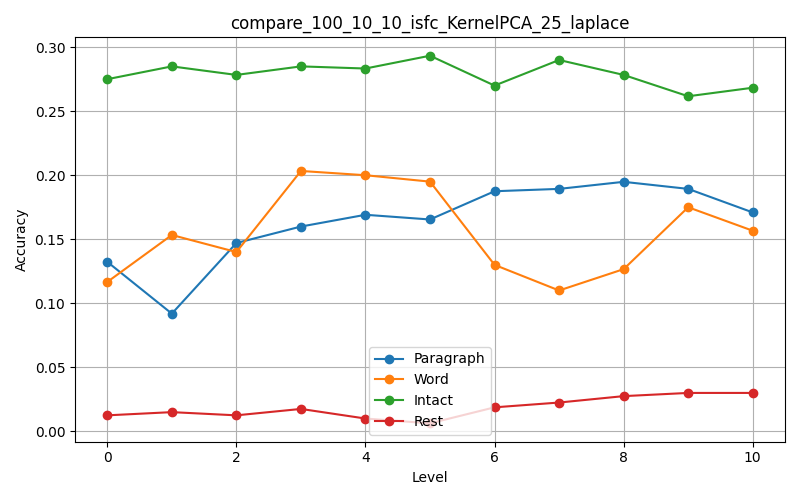 compare_100_10_10_isfc_KernelPCA_25_laplace
Accuracy
0.30
0.25
0.20
0.15
0.10
0.05
0.00
Paragraph
Word
Intact
Rest
0 2 4 6 8 10
Level